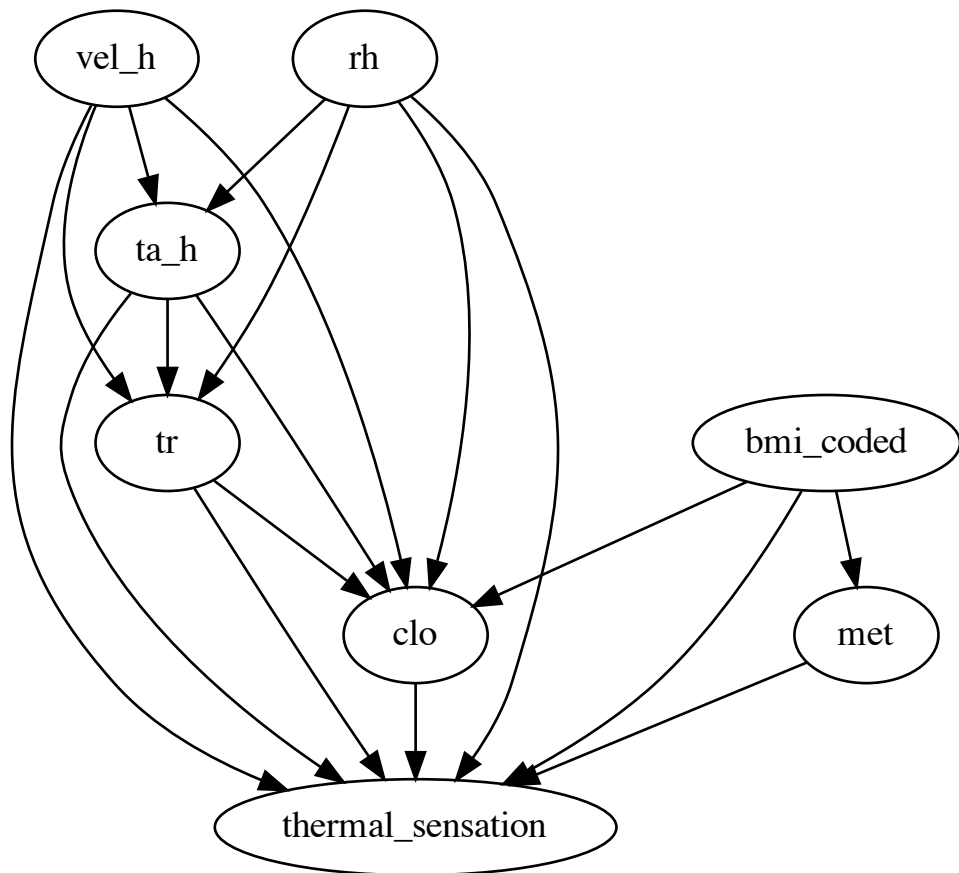 vel_h
rh
ta_h
tr
bmi_coded
clo
met
thermal_sensation